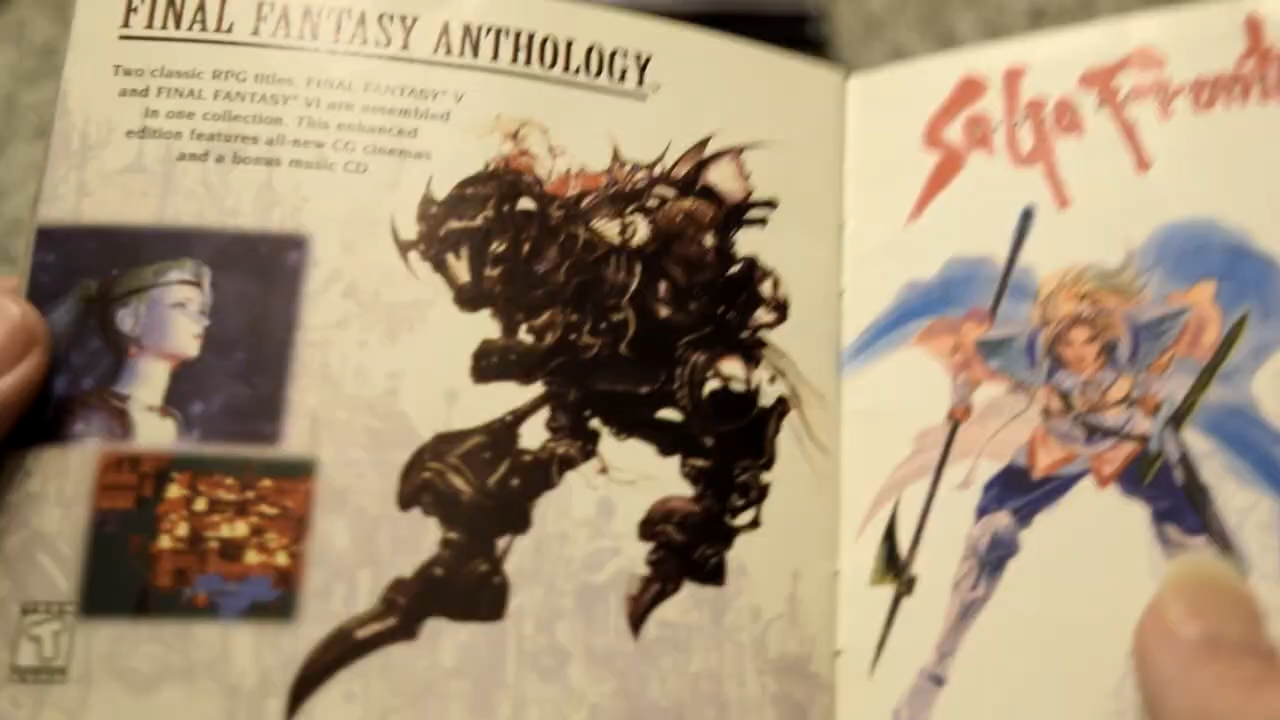 FINAL FANTASY ANTHOLOGY
Two classic RPG titles, FINAL FANTASY® V
and FINAL FANTASY® VI are assembled
in one collection. This enhanced
edition features all-new CG cinemas
and a bonus music CD
SaGa Front
T